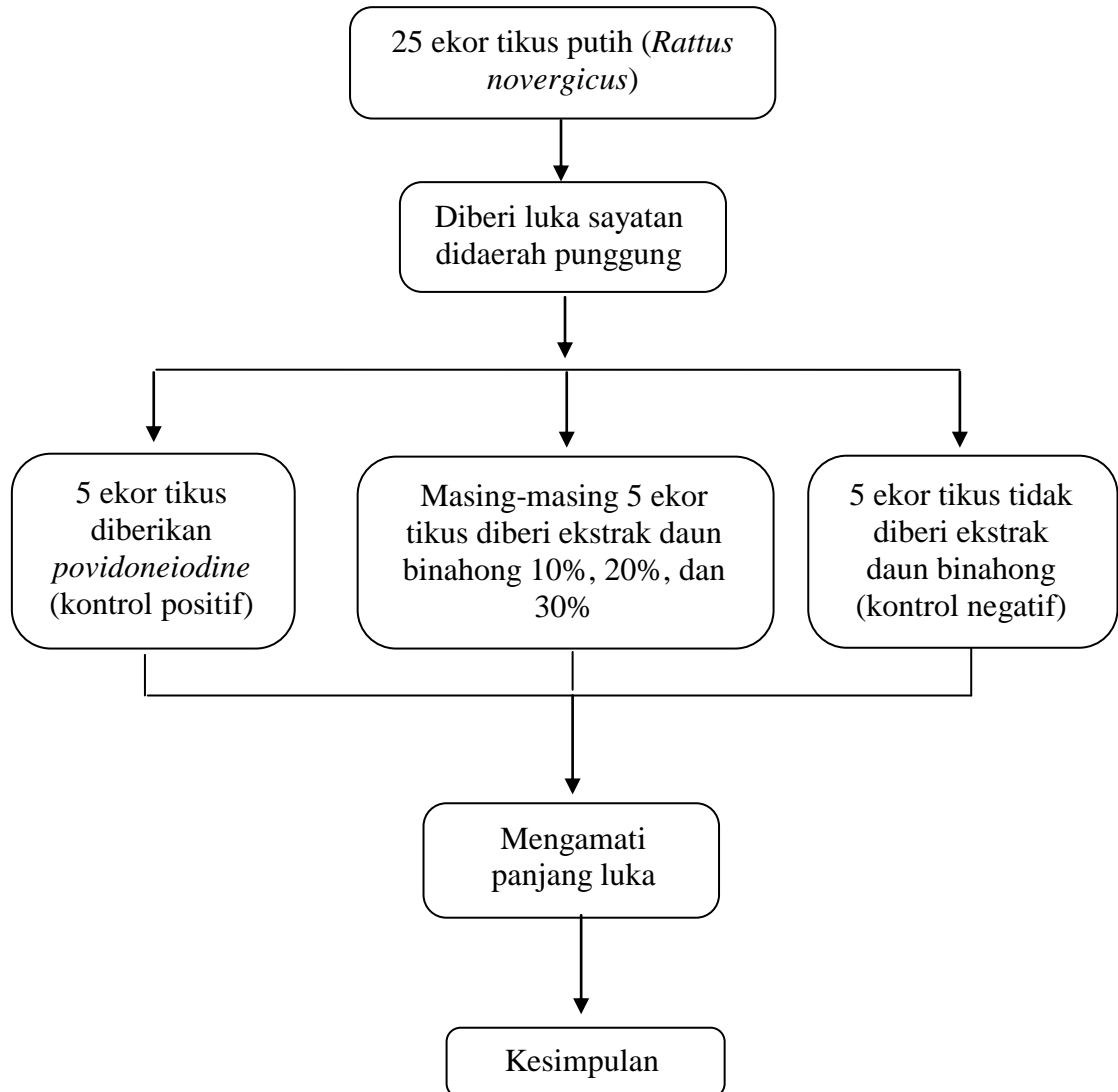 25 ekor tikus putih (Rattus
novergicus)
Diberi luka sayatan
didaerah punggung
5 ekor tikus
diberikan
povidoneiodine
(kontrol positif)
Masing-masing 5 ekor
tikus diberi ekstrak daun
binahong 10%, 20%, dan
30%
5 ekor tikus tidak
diberi ekstrak
daun binahong
(kontrol negatif)
Mengamati
panjang luka
Kesimpulan